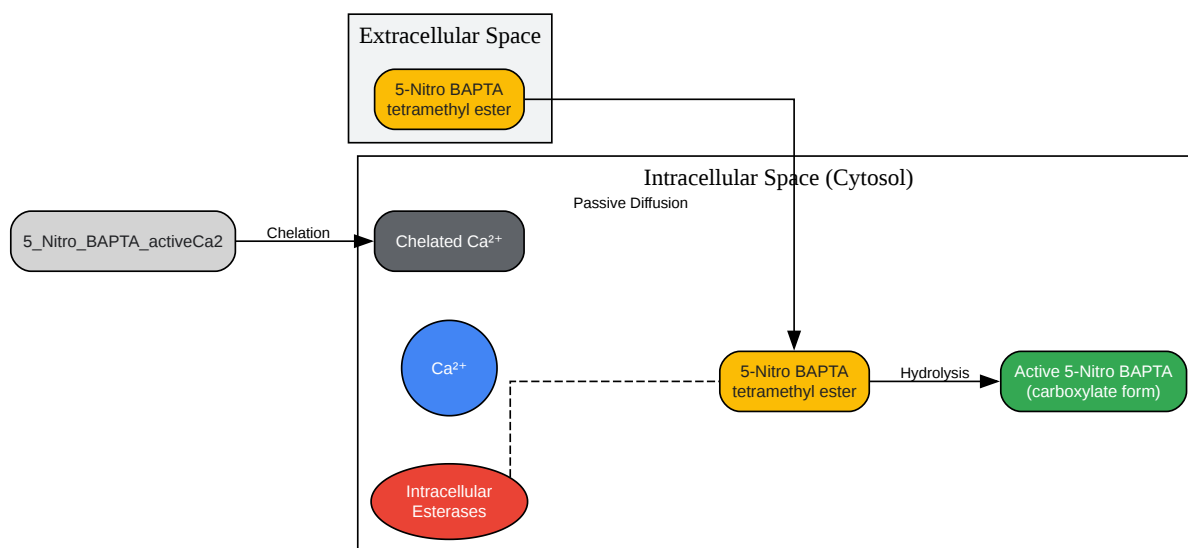 Extracellular Space
5-Nitro BAPTA
tetramethyl ester
Intracellular Space (Cytosol)
Passive Diffusion
5_Nitro_BAPTA_activeCa2
Chelation
Chelated Ca²⁺
Ca²⁺
5-Nitro BAPTA
tetramethyl ester
Hydrolysis
Active 5-Nitro BAPTA
(carboxylate form)
Intracellular
Esterases